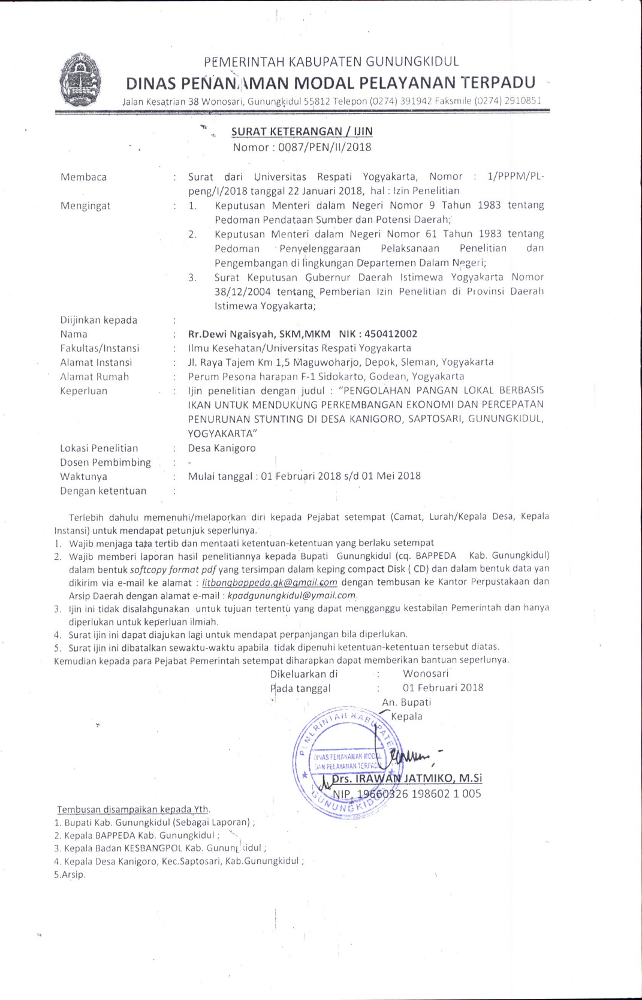 PEMERINTAH KABUPATEN GUNUNGKIDUL
DINAS PENANAMAN MODAL PELAYANAN TERPADU
Jalan Kesatrian 38 Wonosari, Gunungkidul 55812 Telepon (0274) 391942 Faksmile (0274) 2910851
SURAT KETERANGAN / IJIN
Nomor : 0087/PEN/II/2018
Membaca : Surat dari Universitas Respati Yogyakarta, Nomor : 1/PPPM/PL-
peng/I/2018 tanggal 22 Januari 2018, hal : Izin Penelitian
Mengingat : 1. Keputusan Menteri dalam Negeri Nomor 9 Tahun 1983 tentang
Pedoman Pendataan Sumber dan Potensi Daerah;
2. Keputusan Menteri dalam Negeri Nomor 61 Tahun 1983 tentang
Pedoman Penyelenggaraan Pelaksanaan Penelitian dan
Pengembangan di lingkungan Departemen Dalam Negeri;
3. Surat Keputusan Gubernur Daerah Istimewa Yogyakarta Nomor
38/12/2004 tentang Pemberian Izin Penelitian di Provinsi Daerah
Istimewa Yogyakarta;
Diijinkan kepada :
Nama : Rr.Dewi Ngaisyah, SKM,MKM NIK : 450412002
Fakultas/Instansi : Ilmu Kesehatan/Universitas Respati Yogyakarta
Alamat Instansi : Jl. Raya Tajem Km 1,5 Maguwoharjo, Depok, Sleman, Yogyakarta
Alamat Rumah : Perum Pesona harapan F-1 Sidokarto, Godean, Yogyakarta
Keperluan : Ijin penelitian dengan judul : “PENGOLAHAN PANGAN LOKAL BERBASIS
IKAN UNTUK MENDUKUNG PERKEMBANGAN EKONOMI DAN PERCEPATAN
PENURUNAN STUNTING DI DESA KANIGORO, SAPTOSARI, GUNUNGKIDUL,
YOGYAKARTA”
Lokasi Penelitian : Desa Kanigoro
Dosen Pembimbing : -
Waktunya : Mulai tanggal : 01 Februari 2018 s/d 01 Mei 2018
Dengan ketentuan :
Terlebih dahulu memenuhi/melaporkan diri kepada Pejabat setempat (Camat, Lurah/Kepala Desa, Kepala
Instansi) untuk mendapat petunjuk seperlunya.
1. Wajib menjaga tata tertib dan mentaati ketentuan-ketentuan yang berlaku setempat
2. Wajib memberi laporan hasil penelitiannya kepada Bupati Gunungkidul (cq. BAPPEDA Kab. Gunungkidul)
dalam bentuk softcopy format pdf yang tersimpan dalam keping compact Disk ( CD) dan dalam bentuk data yan
dikirim via e-mail ke alamat : litbangbappeda.gk@gmail.com dengan tembusan ke Kantor Perpustakaan dan
Arsip Daerah dengan alamat e-mail : kpadgunungkidul@ymail.com.
3. Ijin ini tidak disalahgunakan untuk tujuan tertentu yang dapat mengganggu kestabilan Pemerintah dan hanya
diperlukan untuk keperluan ilmiah.
4. Surat ijin ini dapat diajukan lagi untuk mendapat perpanjangan bila diperlukan.
5. Surat ijin ini dibatalkan sewaktu-waktu apabila tidak dipenuhi ketentuan-ketentuan tersebut diatas.
Kemudian kepada para Pejabat Pemerintah setempat diharapkan dapat memberikan bantuan seperlunya.
Dikeluarkan di : Wonosari
Pada tanggal : 01 Februari 2018
An. Bupati
Kepala
PEMERINTAH KABUPATEN
DINAS PENANAMAN MODAL
DAN PELAYANAN TERPADU
GUNUNGKIDUL
Drs. IRAWAN JATMIKO, M.Si
NIP. 19660326 198602 1 005
Tembusan disampaikan kepada Yth.
1. Bupati Kab. Gunungkidul (Sebagai Laporan) ;
2. Kepala BAPPEDA Kab. Gunungkidul ;
3. Kepala Badan KESBANGPOL Kab. Gunungkidul ;
4. Kepala Desa Kanigoro, Kec.Saptosari, Kab.Gunungkidul ;
5.Arsip.